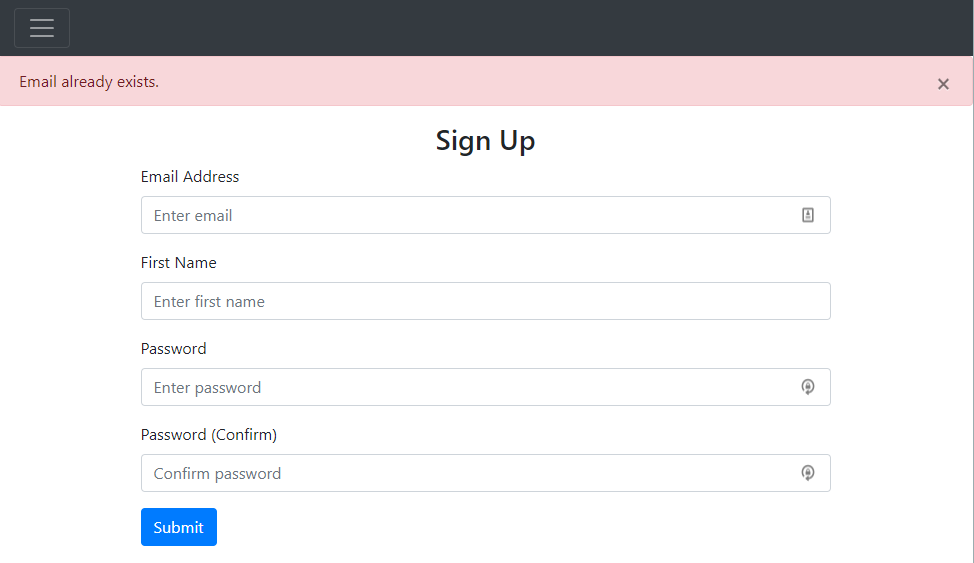 Email already exists.
×
Sign Up
Email Address
Enter email
First Name
Enter first name
Password
Enter password
Password (Confirm)
Confirm password
Submit